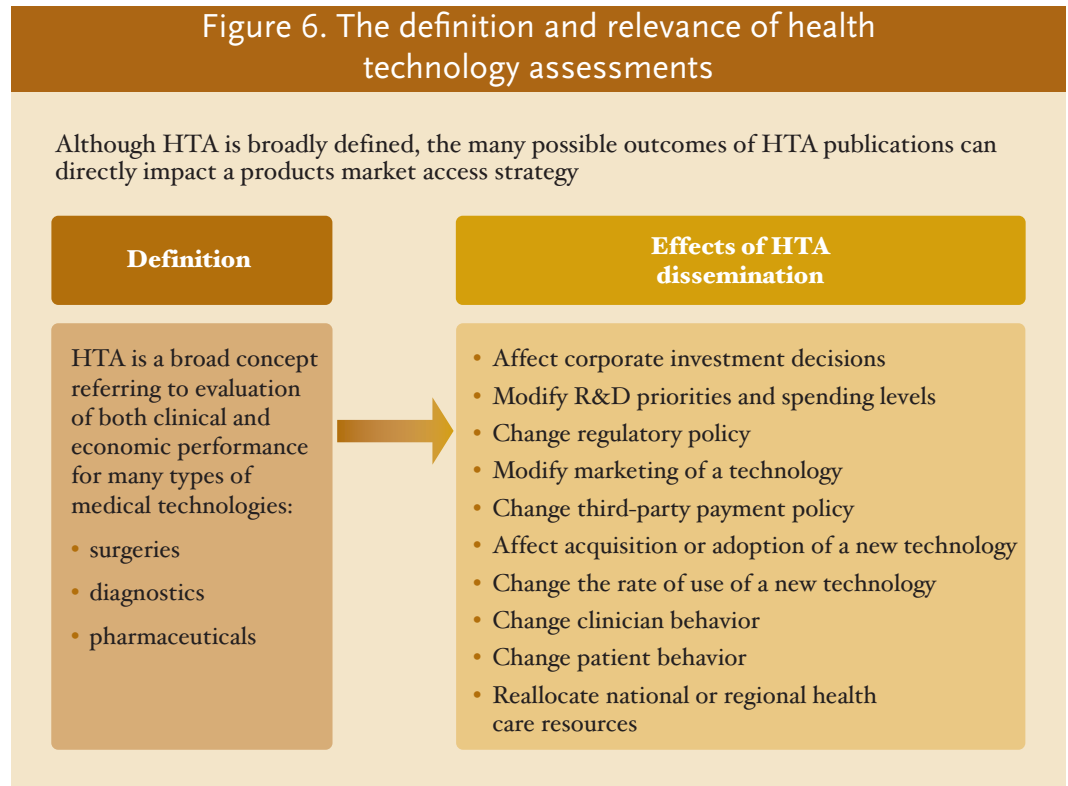 Figure 6. The definition and relevance of health
technology assessments
Although HTA is broadly defined, the many possible outcomes of HTA publications can
directly impact a products market access strategy
Definition
HTA is a broad concept
referring to evaluation
of both clinical and
economic performance
for many types of
medical technologies:
• surgeries
• diagnostics
• pharmaceuticals
Effects of HTA
dissemination
• Affect corporate investment decisions
• Modify R&D priorities and spending levels
• Change regulatory policy
• Modify marketing of a technology
• Change third-party payment policy
• Affect acquisition or adoption of a new technology
• Change the rate of use of a new technology
• Change clinician behavior
• Change patient behavior
• Reallocate national or regional health
care resources